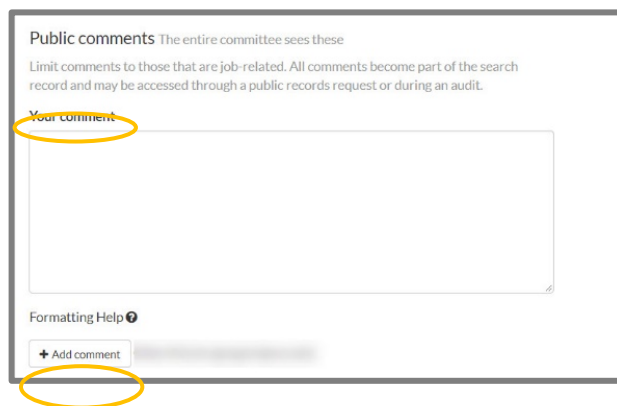 Public comments The entire committee sees these
Limit comments to those that are job-related. All comments become part of the search
record and may be accessed through a public records request or during an audit.
Your comment
Formatting Help
+ Add comment